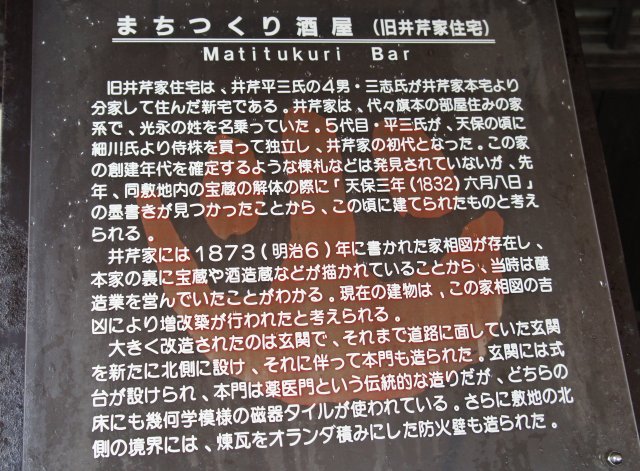 まちつくり酒屋（旧井芹家住宅）
Matitukuri Bar
旧井芹家住宅は、井芹平三氏の4男・三志氏が井芹家本宅より
分家して住んだ新宅である。井芹家は、代々旗本の部屋住みの家
系で、光永の姓を名乗っていた。5代目・平三氏が、天保の頃に
細川氏より侍株を買って独立し、井芹家の初代となった。この家
の創建年代を確定するような棟札などは発見されていないが、先
年、同敷地内の宝蔵の解体の際に「天保三年（1832）六月八日」
の墨書きが見つかったことから、この頃に建てられたものと考え
られる。
井芹家には1873（明治6）年に書かれた家相図が存在し、
本家の裏に宝蔵や酒造蔵などが描かれていることから、当時は醸
造業を営んでいたことがわかる。現在の建物は、この家相図の吉
凶により増改築が行われたと考えられる。
大きく改造されたのは玄関で、それまで道路に面していた玄関
を新たに北側に設け、それに伴って本門も造られた。玄関には式
台が設けられ、本門は薬医門という伝統的な造りだが、どちらの
床にも幾何学模様の磁器タイルが使われている。さらに敷地の北
側の境界には、煉瓦をオランダ積みにした防火壁も造られた。